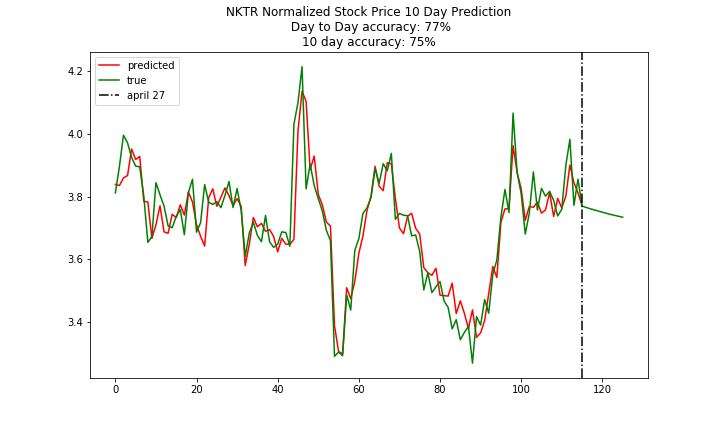 NKTR Normalized Stock Price 10 Day Prediction
Day to Day accuracy: 77%
10 day accuracy: 75%
predicted
true
april 27
4.2
4.0
3.8
3.6
3.4
0 20 40 60 80 100 120